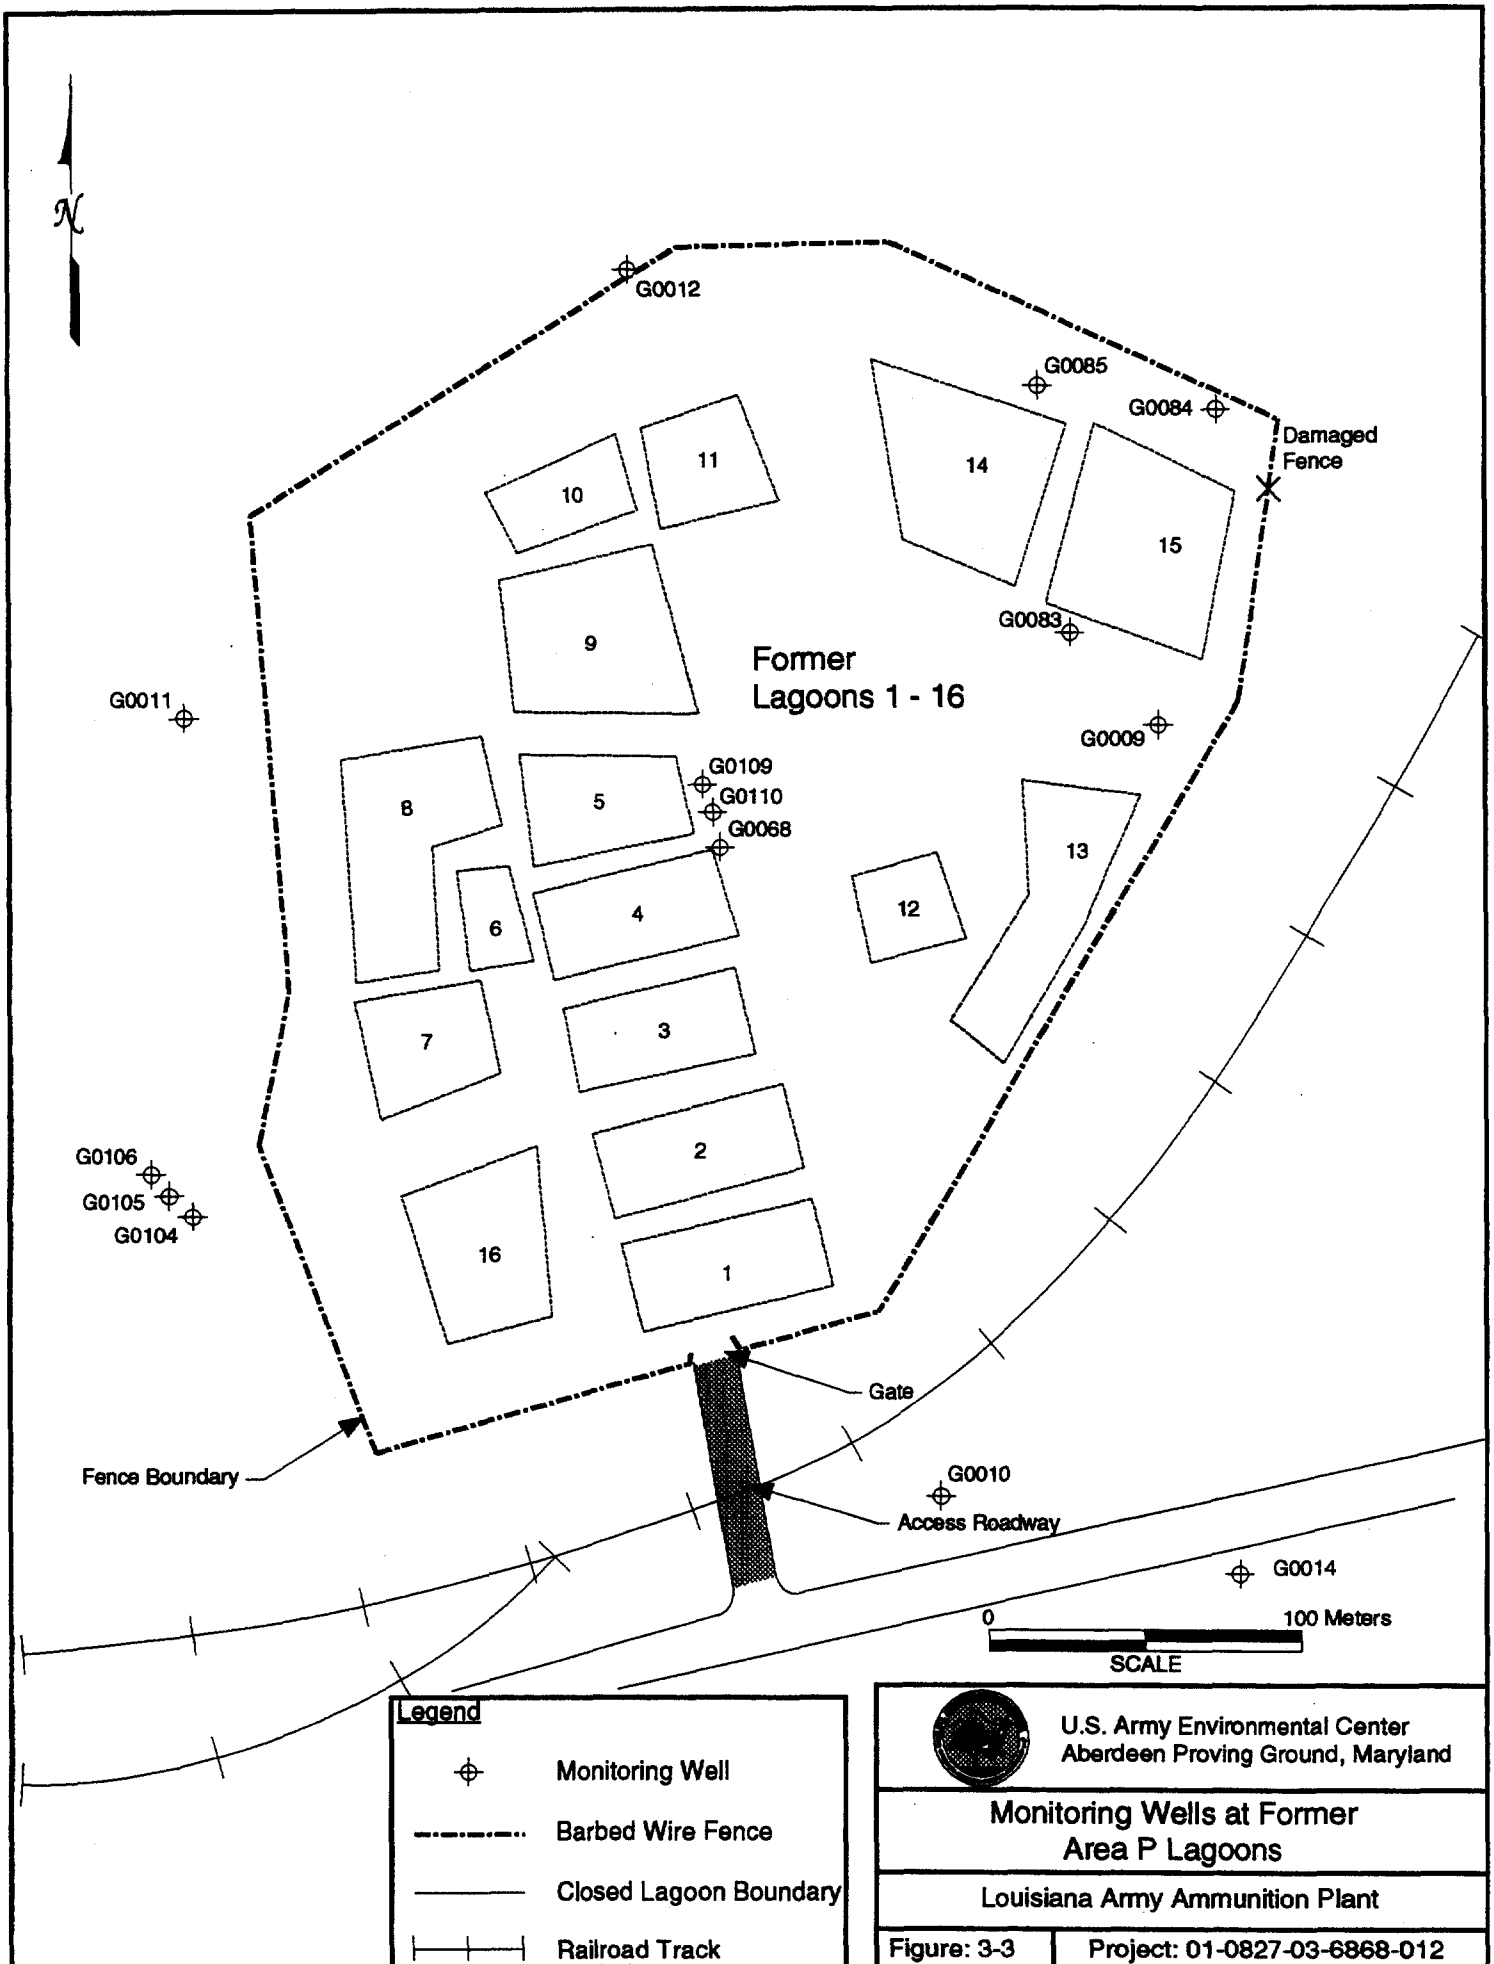 N
G0012
G0085
G0084
Damaged
Fence
11
14
10
15
G0083
9
Former
Lagoons 1 - 16
G0011
G0009
G0109
8
5
G0110
G0068
13
12
4
6
7
3
2
G0106
G0105
G0104
16
1
Gate
Fence Boundary
G0010
Access Roadway
G0014
0 100 Meters
SCALE
Legend
Monitoring Well
Barbed Wire Fence
Closed Lagoon Boundary
Railroad Track
U.S. Army Environmental Center
Aberdeen Proving Ground, Maryland
Monitoring Wells at Former
Area P Lagoons
Louisiana Army Ammunition Plant
Figure: 3-3 Project: 01-0827-03-6868-012